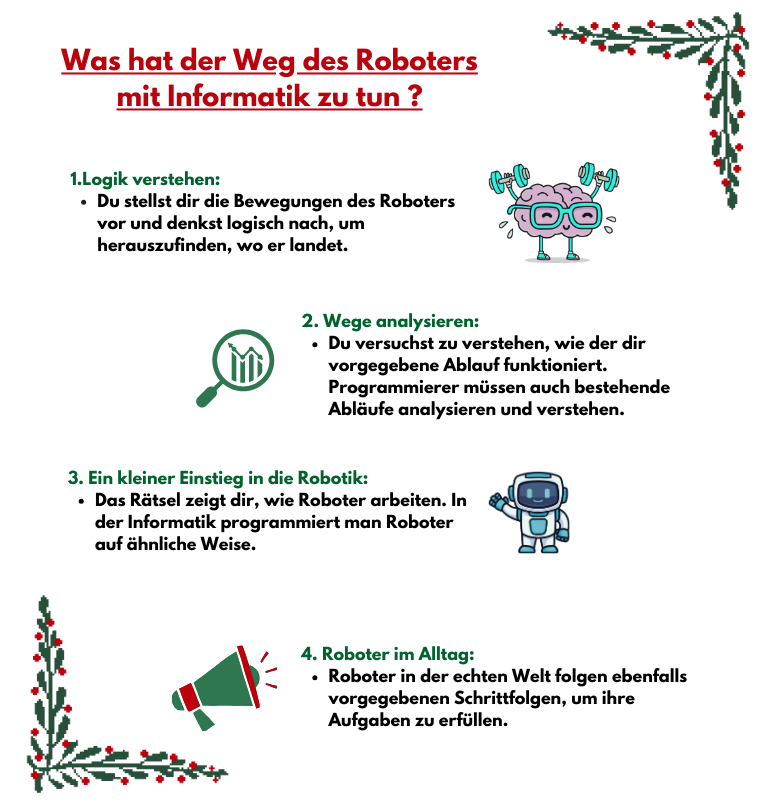 Was hat der Weg des Roboters
mit Informatik zu tun ?
1.Logik verstehen:
• Du stellst dir die Bewegungen des Roboters
vor und denkst logisch nach, um
herauszufinden, wo er landet.
2. Wege analysieren:
• Du versuchst zu verstehen, wie der dir
vorgegebene Ablauf funktioniert.
Programmierer müssen auch bestehende
Abläufe analysieren und verstehen.
3. Ein kleiner Einstieg in die Robotik:
• Das Rätsel zeigt dir, wie Roboter arbeiten. In
der Informatik programmiert man Roboter
auf ähnliche Weise.
4. Roboter im Alltag:
• Roboter in der echten Welt folgen ebenfalls
vorgegebenen Schrittfolgen, um ihre
Aufgaben zu erfüllen.